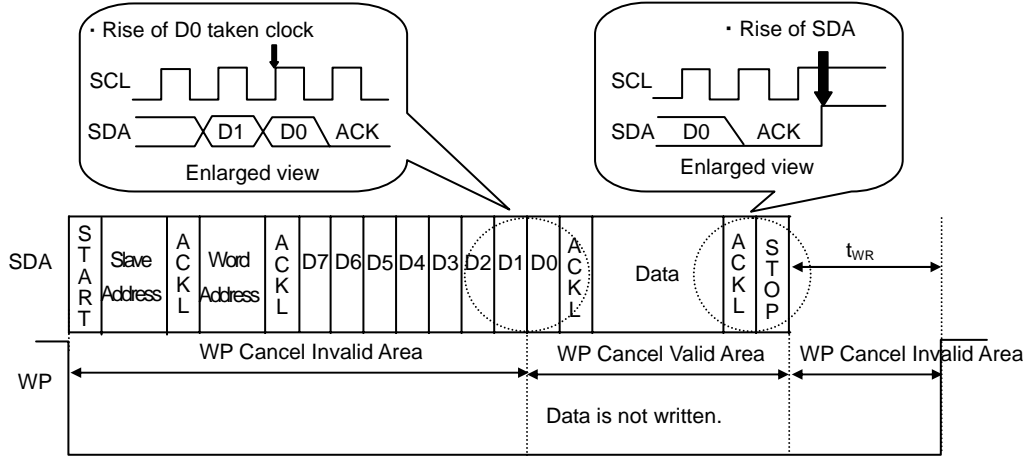 ・Rise of D0 taken clock
SCL
SDA D1 D0 ACK
Enlarged view
・Rise of SDA
SCL
SDA D0 ACK
Enlarged view
SDA
START
Slave
Address
ACKL
Word
Address
ACKL
D7 D6 D5 D4 D3 D2 D1 D0
ACKL
Data
ACKL
STOP
tWR
WP Cancel Invalid Area
WP Cancel Valid Area
WP Cancel Invalid Area
WP
Data is not written.